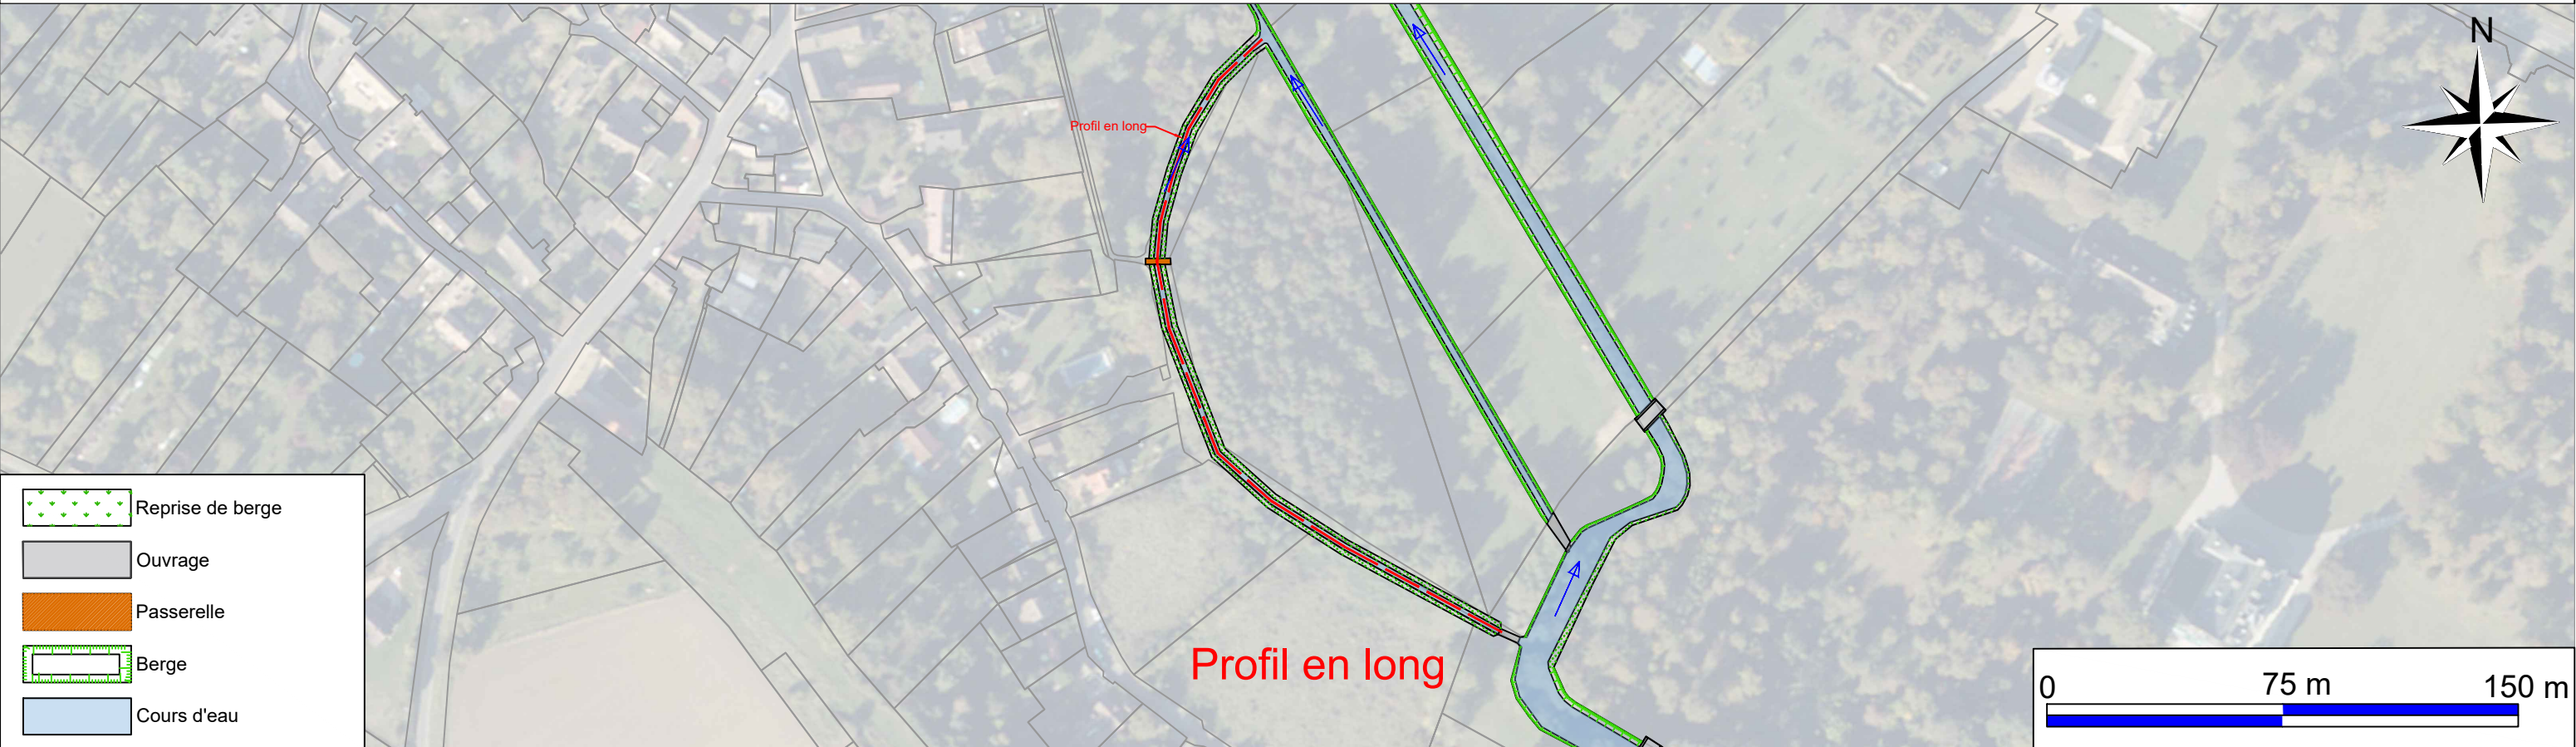 N
Profil en long
Reprise de berge
Ouvrage
Passerelle
Berge
Cours d'eau
Profil en long
0 75 m 150 m